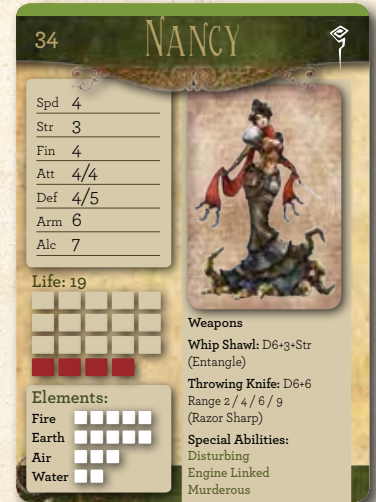 34
NANCY
Spd 4
Str 3
Fin 4
Att 4/4
Def 4/5
Arm 6
Alc 7
Life: 19
Elements:
Fire
Earth
Air
Water
Weapons
Whip Shawl: D6+3+Str
(Entangle)
Throwing Knife: D6+6
Range 2 / 4 / 6 / 9
(Razor Sharp)
Special Abilities:
Disturbing
Engine Linked
Murderous